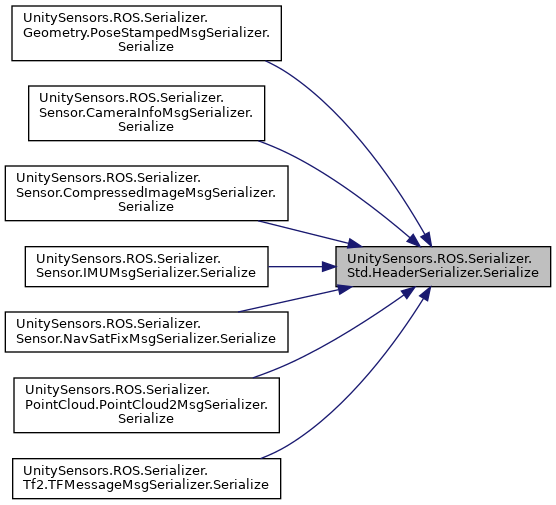 UnitySensors.ROS.Serializer.
Geometry.PoseStampedMsgSerializer.
Serialize
UnitySensors.ROS.Serializer.
Sensor.CameraInfoMsgSerializer.
Serialize
UnitySensors.ROS.Serializer.
Sensor.CompressedImageMsgSerializer.
Serialize
UnitySensors.ROS.Serializer.
Sensor.IMUMsgSerializer.Serialize
UnitySensors.ROS.Serializer.
Std.HeaderSerializer.Serialize
UnitySensors.ROS.Serializer.
Sensor.NavSatFixMsgSerializer.Serialize
UnitySensors.ROS.Serializer.
PointCloud.PointCloud2MsgSerializer.
Serialize
UnitySensors.ROS.Serializer.
Tf2.TFMessageMsgSerializer.Serialize